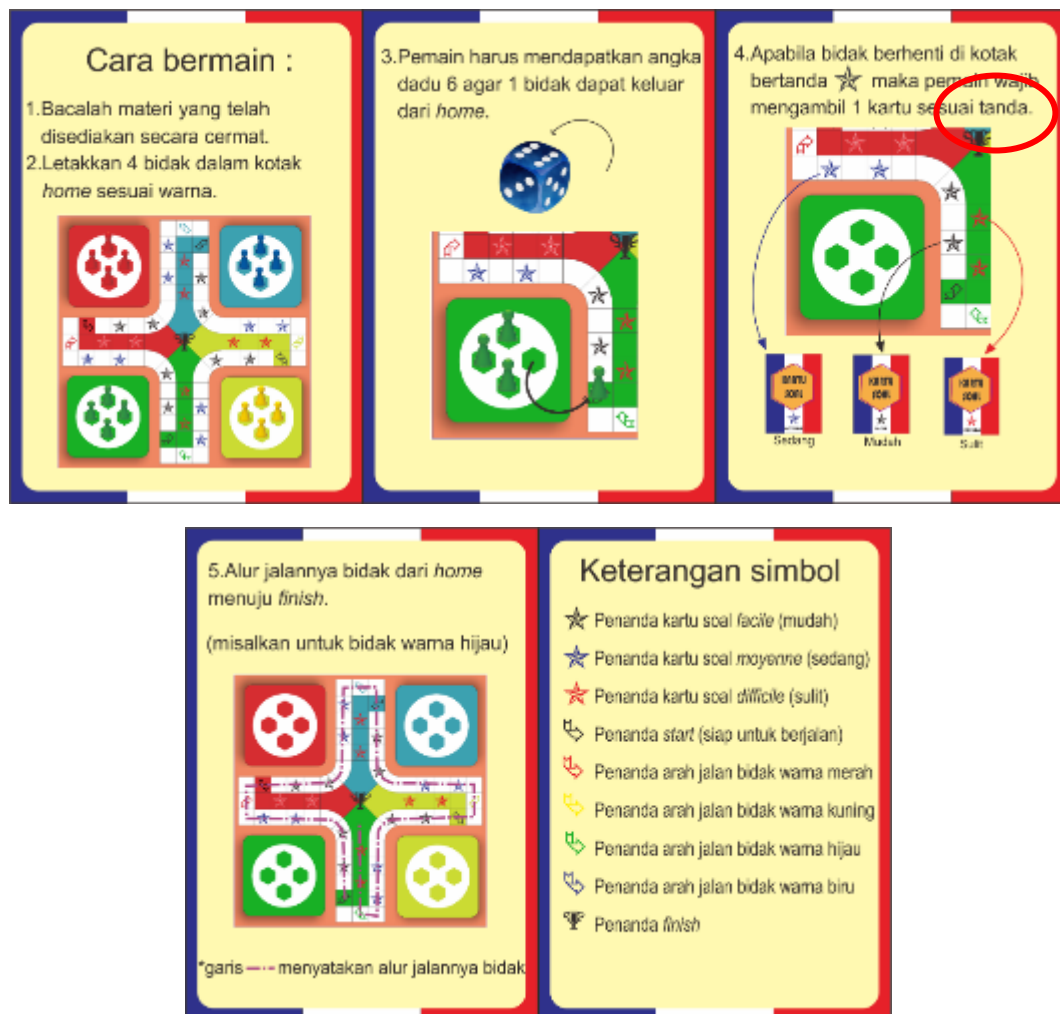 Cara bermain :
1.Bacalah materi yang telah
disediakan secara cermat.
2.Letakkan 4 bidak dalam kotak
home sesuai warna.
3.Pemain harus mendapatkan angka
dadu 6 agar 1 bidak dapat keluar
dari home.
4.Apabila bidak berhenti di kotak
bertanda maka pemain wajib
mengambil 1 kartu sesuai tanda.
KARTU
SOAL
Sedang
KARTU
SOAL
Mudah
KARTU
SOAL
Sulit
5.Alur jalannya bidak dari home
menuju finish.
(misalkan untuk bidak warna hijau)
*garis menyatakan alur jalannya bidak
Keterangan simbol
Penanda kartu soal facile (mudah)
Penanda kartu soal moyenne (sedang)
Penanda kartu soal difficile (sulit)
Penanda start (siap untuk berjalan)
Penanda arah jalan bidak warna merah
Penanda arah jalan bidak warna kuning
Penanda arah jalan bidak warna hijau
Penanda arah jalan bidak warna biru
Penanda finish